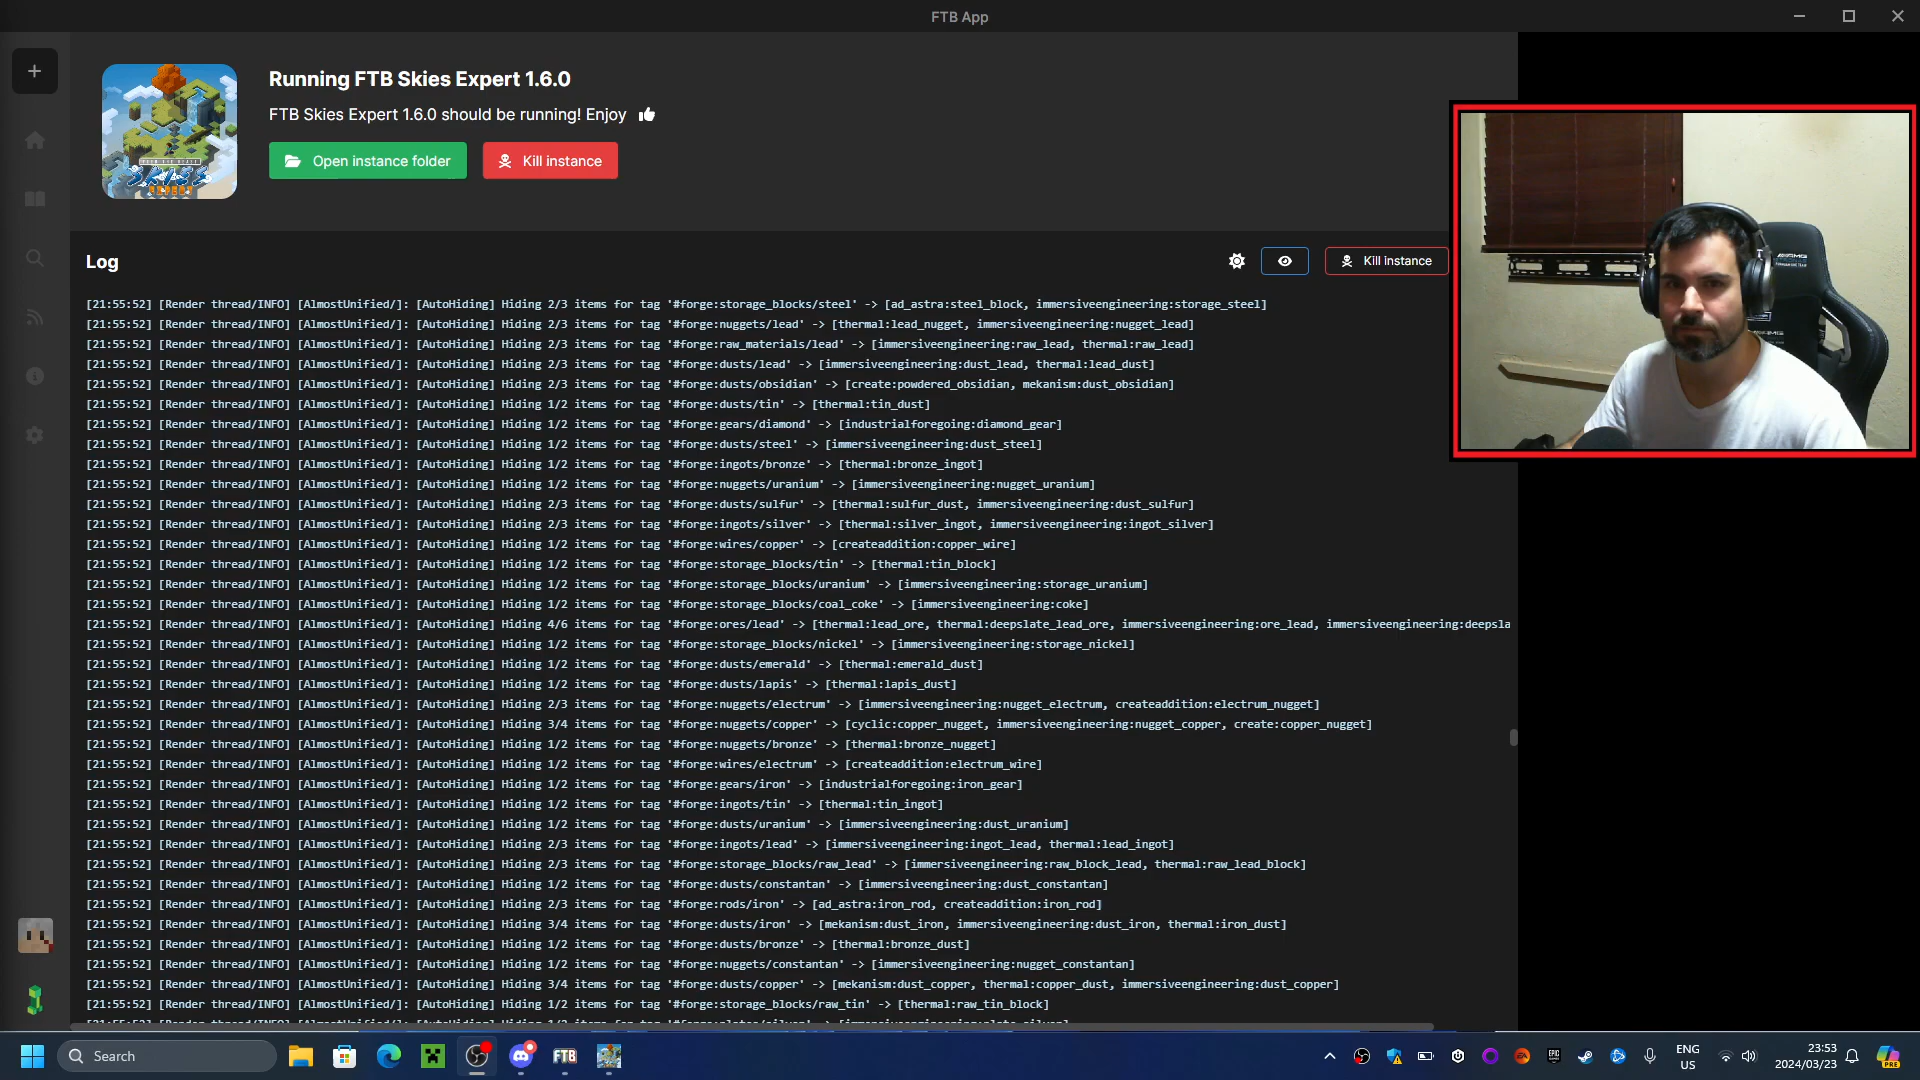 FTB App
Running FTB Skies Expert 1.6.0
FTB Skies Expert 1.6.0 should be running! Enjoy
Open instance folder
Kill instance
SKIES
EXPERT
Log
Kill instance
[21:55:52] [Render thread/INFO] [AlmostUnified/]: [AutoHiding] Hiding 2/3 items for tag '#forge:storage_blocks/steel' -> [ad_astra:steel_block, immersiveengineering:storage_steel]
[21:55:52] [Render thread/INFO] [AlmostUnified/]: [AutoHiding] Hiding 2/3 items for tag '#forge:nuggets/lead' -> [thermal:lead_nugget, immersiveengineering:nugget_lead]
[21:55:52] [Render thread/INFO] [AlmostUnified/]: [AutoHiding] Hiding 2/3 items for tag '#forge:raw_materials/lead' -> [immersiveengineering:raw_lead, thermal:raw_lead]
[21:55:52] [Render thread/INFO] [AlmostUnified/]: [AutoHiding] Hiding 2/3 items for tag '#forge:dusts/lead' -> [immersiveengineering:dust_lead, thermal:lead_dust]
[21:55:52] [Render thread/INFO] [AlmostUnified/]: [AutoHiding] Hiding 2/3 items for tag '#forge:dusts/obsidian' -> [create:powdered_obsidian, mekanism:dust_obsidian]
[21:55:52] [Render thread/INFO] [AlmostUnified/]: [AutoHiding] Hiding 1/2 items for tag '#forge:dusts/tin' -> [thermal:tin_dust]
[21:55:52] [Render thread/INFO] [AlmostUnified/]: [AutoHiding] Hiding 1/2 items for tag '#forge:gears/diamond' -> [industrialforegoing:diamond_gear]
[21:55:52] [Render thread/INFO] [AlmostUnified/]: [AutoHiding] Hiding 1/2 items for tag '#forge:dusts/steel' -> [immersiveengineering:dust_steel]
[21:55:52] [Render thread/INFO] [AlmostUnified/]: [AutoHiding] Hiding 1/2 items for tag '#forge:ingots/bronze' -> [thermal:bronze_ingot]
[21:55:52] [Render thread/INFO] [AlmostUnified/]: [AutoHiding] Hiding 1/2 items for tag '#forge:nuggets/uranium' -> [immersiveengineering:nugget_uranium]
[21:55:52] [Render thread/INFO] [AlmostUnified/]: [AutoHiding] Hiding 2/3 items for tag '#forge:dusts/sulfur' -> [thermal:sulfur_dust, immersiveengineering:dust_sulfur]
[21:55:52] [Render thread/INFO] [AlmostUnified/]: [AutoHiding] Hiding 2/3 items for tag '#forge:ingots/silver' -> [thermal:silver_ingot, immersiveengineering:ingot_silver]
[21:55:52] [Render thread/INFO] [AlmostUnified/]: [AutoHiding] Hiding 1/2 items for tag '#forge:wires/copper' -> [createaddition:copper_wire]
[21:55:52] [Render thread/INFO] [AlmostUnified/]: [AutoHiding] Hiding 1/2 items for tag '#forge:storage_blocks/tin' -> [thermal:tin_block]
[21:55:52] [Render thread/INFO] [AlmostUnified/]: [AutoHiding] Hiding 1/2 items for tag '#forge:storage_blocks/uranium' -> [immersiveengineering:storage_uranium]
[21:55:52] [Render thread/INFO] [AlmostUnified/]: [AutoHiding] Hiding 1/2 items for tag '#forge:storage_blocks/coal_coke' -> [immersiveengineering:coke]
[21:55:52] [Render thread/INFO] [AlmostUnified/]: [AutoHiding] Hiding 4/6 items for tag '#forge:ores/lead' -> [thermal:lead_ore, thermal:deepslate_lead_ore, immersiveengineering:ore_lead, immersiveengineering:deepsla
[21:55:52] [Render thread/INFO] [AlmostUnified/]: [AutoHiding] Hiding 1/2 items for tag '#forge:storage_blocks/nickel' -> [immersiveengineering:storage_nickel]
[21:55:52] [Render thread/INFO] [AlmostUnified/]: [AutoHiding] Hiding 1/2 items for tag '#forge:dusts/emerald' -> [thermal:emerald_dust]
[21:55:52] [Render thread/INFO] [AlmostUnified/]: [AutoHiding] Hiding 1/2 items for tag '#forge:dusts/lapis' -> [thermal:lapis_dust]
[21:55:52] [Render thread/INFO] [AlmostUnified/]: [AutoHiding] Hiding 2/3 items for tag '#forge:nuggets/electrum' -> [immersiveengineering:nugget_electrum, createaddition:electrum_nugget]
[21:55:52] [Render thread/INFO] [AlmostUnified/]: [AutoHiding] Hiding 3/4 items for tag '#forge:nuggets/copper' -> [cyclic:copper_nugget, immersiveengineering:nugget_copper, create:copper_nugget]
[21:55:52] [Render thread/INFO] [AlmostUnified/]: [AutoHiding] Hiding 1/2 items for tag '#forge:nuggets/bronze' -> [thermal:bronze_nugget]
[21:55:52] [Render thread/INFO] [AlmostUnified/]: [AutoHiding] Hiding 1/2 items for tag '#forge:wires/electrum' -> [createaddition:electrum_wire]
[21:55:52] [Render thread/INFO] [AlmostUnified/]: [AutoHiding] Hiding 1/2 items for tag '#forge:gears/iron' -> [industrialforegoing:iron_gear]
[21:55:52] [Render thread/INFO] [AlmostUnified/]: [AutoHiding] Hiding 1/2 items for tag '#forge:ingots/tin' -> [thermal:tin_ingot]
[21:55:52] [Render thread/INFO] [AlmostUnified/]: [AutoHiding] Hiding 1/2 items for tag '#forge:dusts/uranium' -> [immersiveengineering:dust_uranium]
[21:55:52] [Render thread/INFO] [AlmostUnified/]: [AutoHiding] Hiding 2/3 items for tag '#forge:ingots/lead' -> [immersiveengineering:ingot_lead, thermal:lead_ingot]
[21:55:52] [Render thread/INFO] [AlmostUnified/]: [AutoHiding] Hiding 2/3 items for tag '#forge:storage_blocks/raw_lead' -> [immersiveengineering:raw_block_lead, thermal:raw_lead_block]
[21:55:52] [Render thread/INFO] [AlmostUnified/]: [AutoHiding] Hiding 1/2 items for tag '#forge:dusts/constantan' -> [immersiveengineering:dust_constantan]
[21:55:52] [Render thread/INFO] [AlmostUnified/]: [AutoHiding] Hiding 2/3 items for tag '#forge:rods/iron' -> [ad_astra:iron_rod, createaddition:iron_rod]
[21:55:52] [Render thread/INFO] [AlmostUnified/]: [AutoHiding] Hiding 3/4 items for tag '#forge:dusts/iron' -> [mekanism:dust_iron, immersiveengineering:dust_iron, thermal:iron_dust]
[21:55:52] [Render thread/INFO] [AlmostUnified/]: [AutoHiding] Hiding 1/2 items for tag '#forge:dusts/bronze' -> [thermal:bronze_dust]
[21:55:52] [Render thread/INFO] [AlmostUnified/]: [AutoHiding] Hiding 1/2 items for tag '#forge:nuggets/constantan' -> [immersiveengineering:nugget_constantan]
[21:55:52] [Render thread/INFO] [AlmostUnified/]: [AutoHiding] Hiding 3/4 items for tag '#forge:dusts/copper' -> [mekanism:dust_copper, thermal:copper_dust, immersiveengineering:dust_copper]
[21:55:52] [Render thread/INFO] [AlmostUnified/]: [AutoHiding] Hiding 1/2 items for tag '#forge:storage_blocks/raw_tin' -> [thermal:raw_tin_block]
Search
FTB
ENG
US
23:53
2024/03/23